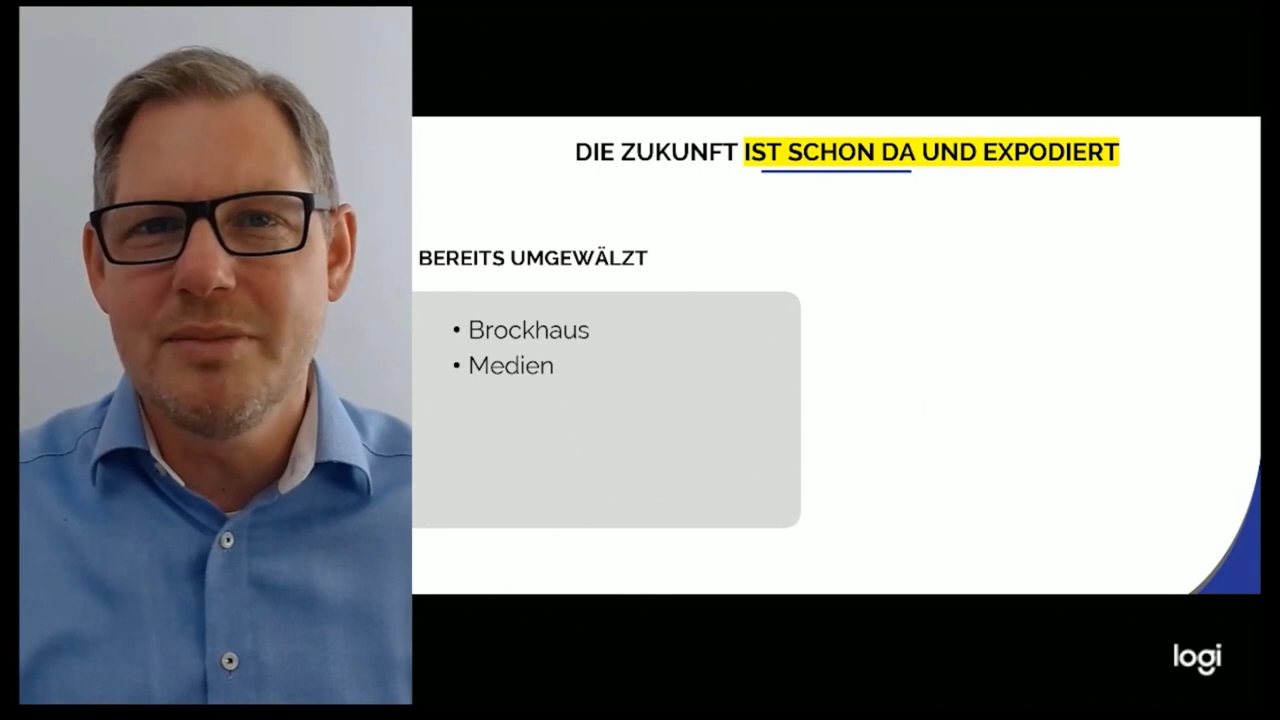 DIE ZUKUNFT IST SCHON DA UND EXPODIERT
BEREITS UMGEWÄLZT
• Brockhaus
• Medien
logi